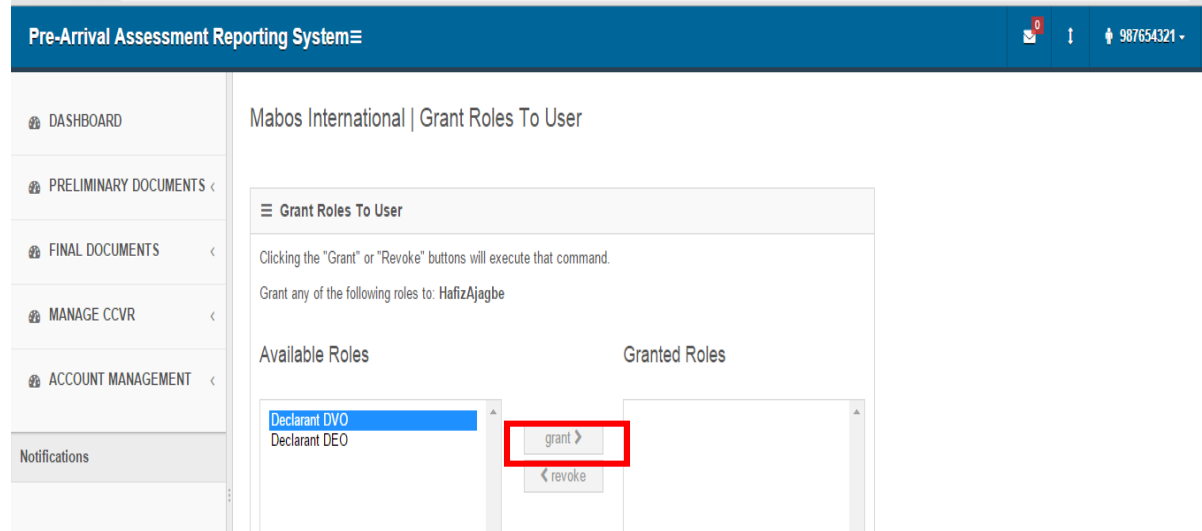 Pre-Arrival Assessment Reporting System
0
987654321
DASHBOARD
PRELIMINARY DOCUMENTS
FINAL DOCUMENTS
MANAGE CCVR
ACCOUNT MANAGEMENT
Notifications
Mabos International | Grant Roles To User
Grant Roles To User
Clicking the "Grant" or "Revoke" buttons will execute that command.
Grant any of the following roles to: HafizAjagbe
Available Roles
Granted Roles
Declarant DVO
Declarant DEO
grant
revoke